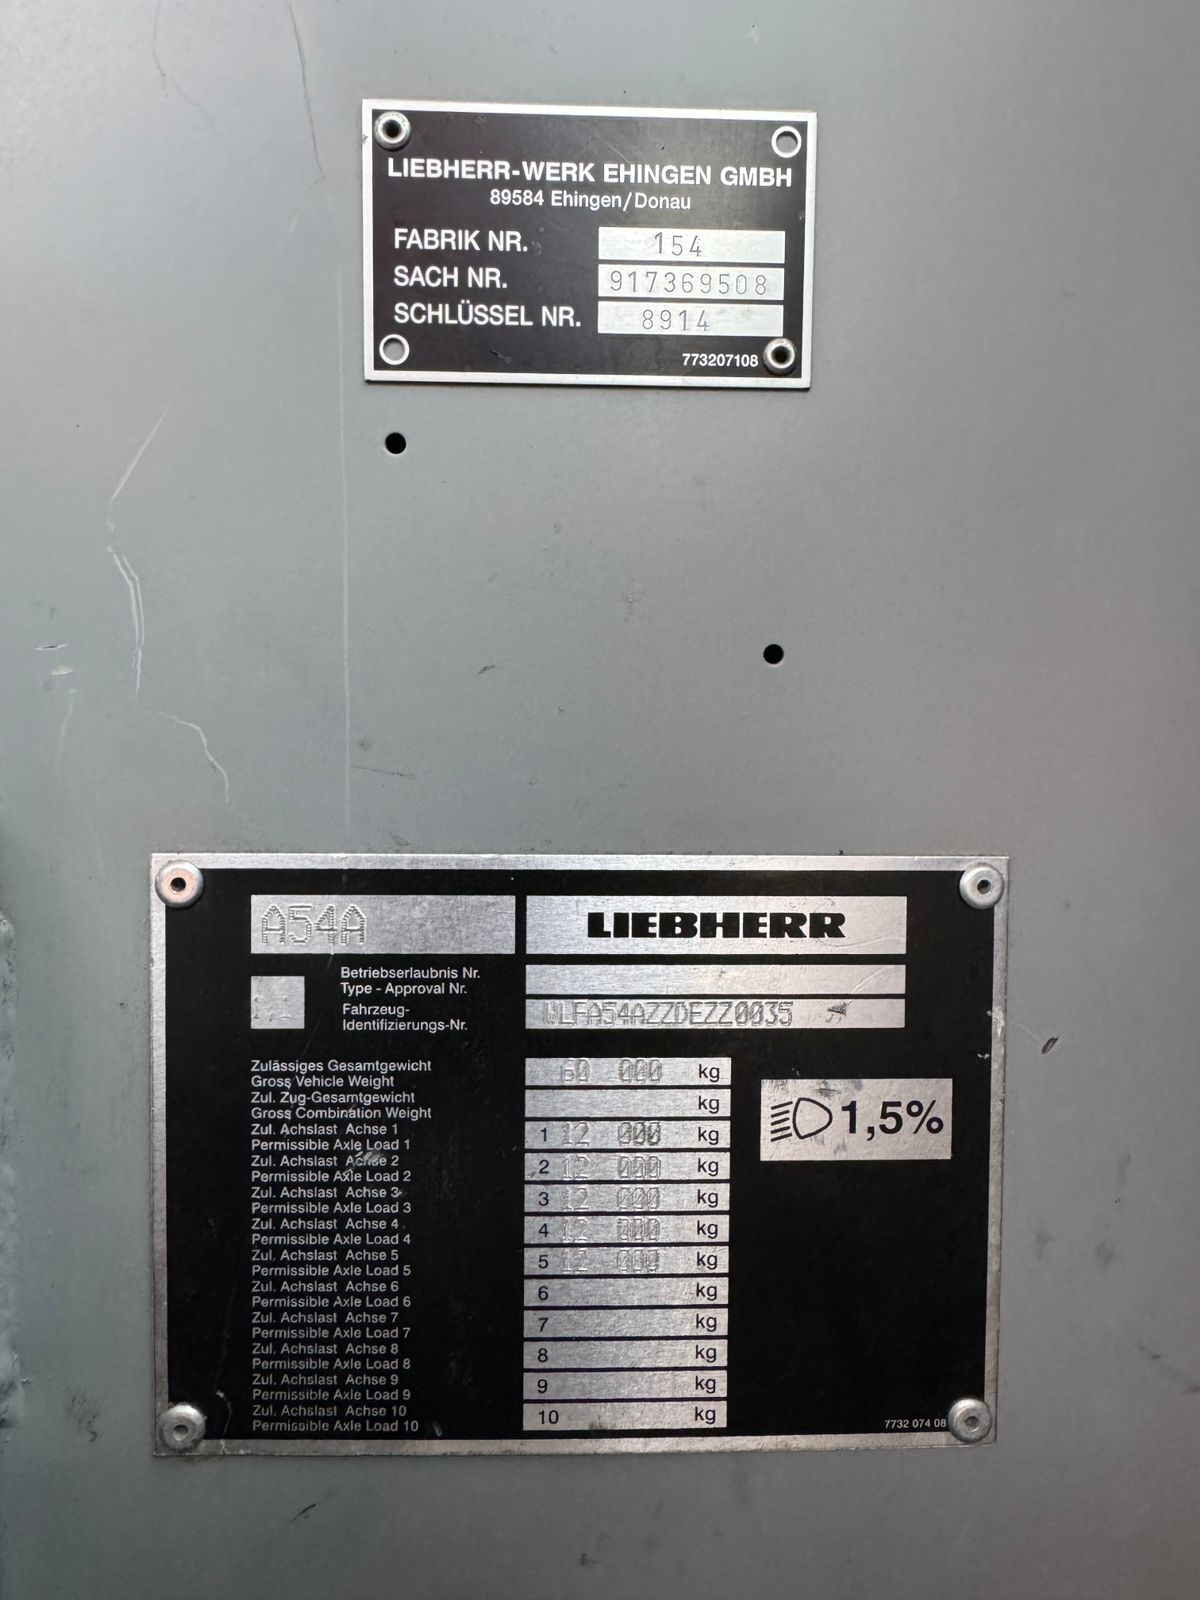 LIEBHERR-WERK EHINGEN GMBH
89584 Ehingen/Donau
FABRIK NR. 154
SACH NR. 917369508
SCHLÜSSEL NR. 8914
773207108
A54A LIEBHERR
Betriebserlaubnis Nr.
Type - Approval Nr.
1.1
Fahrzeug-
Identifizierungs-Nr. WLFA54AZZDEZZ0035
Zulässiges Gesamtgewicht
Gross Vehicle Weight 60 000 kg
Zul. Zug-Gesamtgewicht
Gross Combination Weight kg
Zul. Achslast Achse 1
Permissible Axle Load 1 1 12 000 kg
Zul. Achslast Achse 2
Permissible Axle Load 2 2 12 000 kg
Zul. Achslast Achse 3
Permissible Axle Load 3 3 12 000 kg
Zul. Achslast Achse 4
Permissible Axle Load 4 4 12 000 kg
Zul. Achslast Achse 5
Permissible Axle Load 5 5 12 000 kg
Zul. Achslast Achse 6
Permissible Axle Load 6 6 kg
Zul. Achslast Achse 7
Permissible Axle Load 7 7 kg
Zul. Achslast Achse 8
Permissible Axle Load 8 8 kg
Zul. Achslast Achse 9
Permissible Axle Load 9 9 kg
Zul. Achslast Achse 10
Permissible Axle Load 10 10 kg
1,5%
7732 074 08